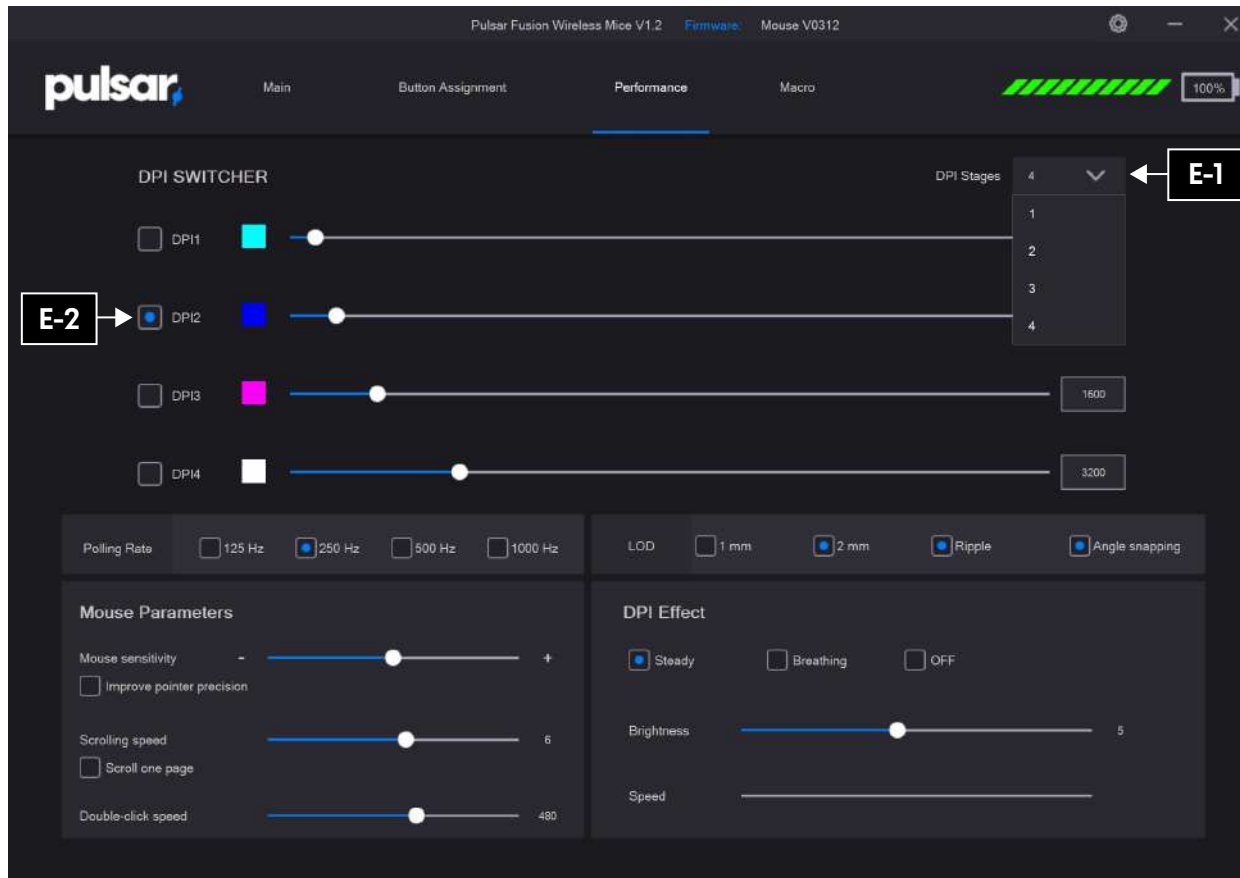 Pulsar Fusion Wireless Mice V1.2 Firmware: Mouse V0312
pulsar
Main Button Assignment Performance Macro 100%
DPI SWITCHER DPI Stages 4 E-1
1
DPI1
2
3
E-2 DPI2
4
DPI3 1600
DPI4 3200
Polling Rate 125 Hz 250 Hz 500 Hz 1000 Hz LOD 1 mm 2 mm Ripple Angle snapping
Mouse Parameters
Mouse sensitivity - +
Improve pointer precision
Scrolling speed 6
Scroll one page
Double-click speed 480
DPI Effect
Steady Breathing OFF
Brightness 5
Speed